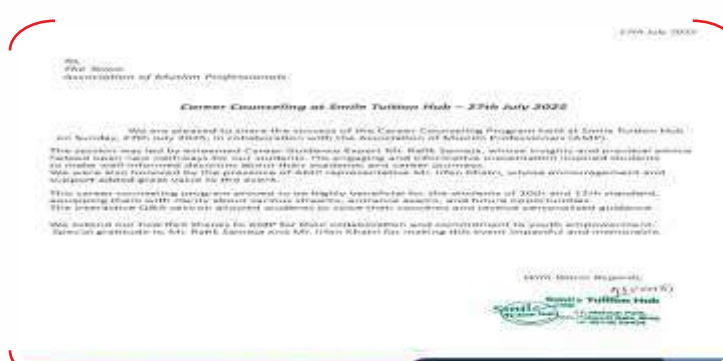 27th July 2025
To,
The Team
Association of Muslim Professionals
Career Counseling at Smile Tuition Hub – 27th July 2025
We are pleased to share the success of the Career Counseling Program held at Smile Tuition Hub
on Sunday, 27th July 2025, in collaboration with the Association of Muslim Professionals (AMP).
The session was led by esteemed Career Guidance Expert Mr. Rafik Sameja, whose insights and practical advice
helped open new pathways for our students. His engaging and informative presentation inspired students
to make well-informed decisions about their academic and career journeys.
We were also honored by the presence of AMP representative Mr. Irfan Khatri, whose encouragement and
support added great value to the event.
This career counseling program proved to be highly beneficial for the students of 10th and 12th standard,
equipping them with clarity about various streams, entrance exams, and future opportunities.
The interactive Q&A session allowed students to solve their concerns and receive personalized guidance.
We extend our heartfelt thanks to AMP for their collaboration and commitment to youth empowerment.
Special gratitude to Mr. Rafik Sameja and Mr. Irfan Khatri for making this event impactful and memorable.
With Warm Regards,
Smile Tuition Hub